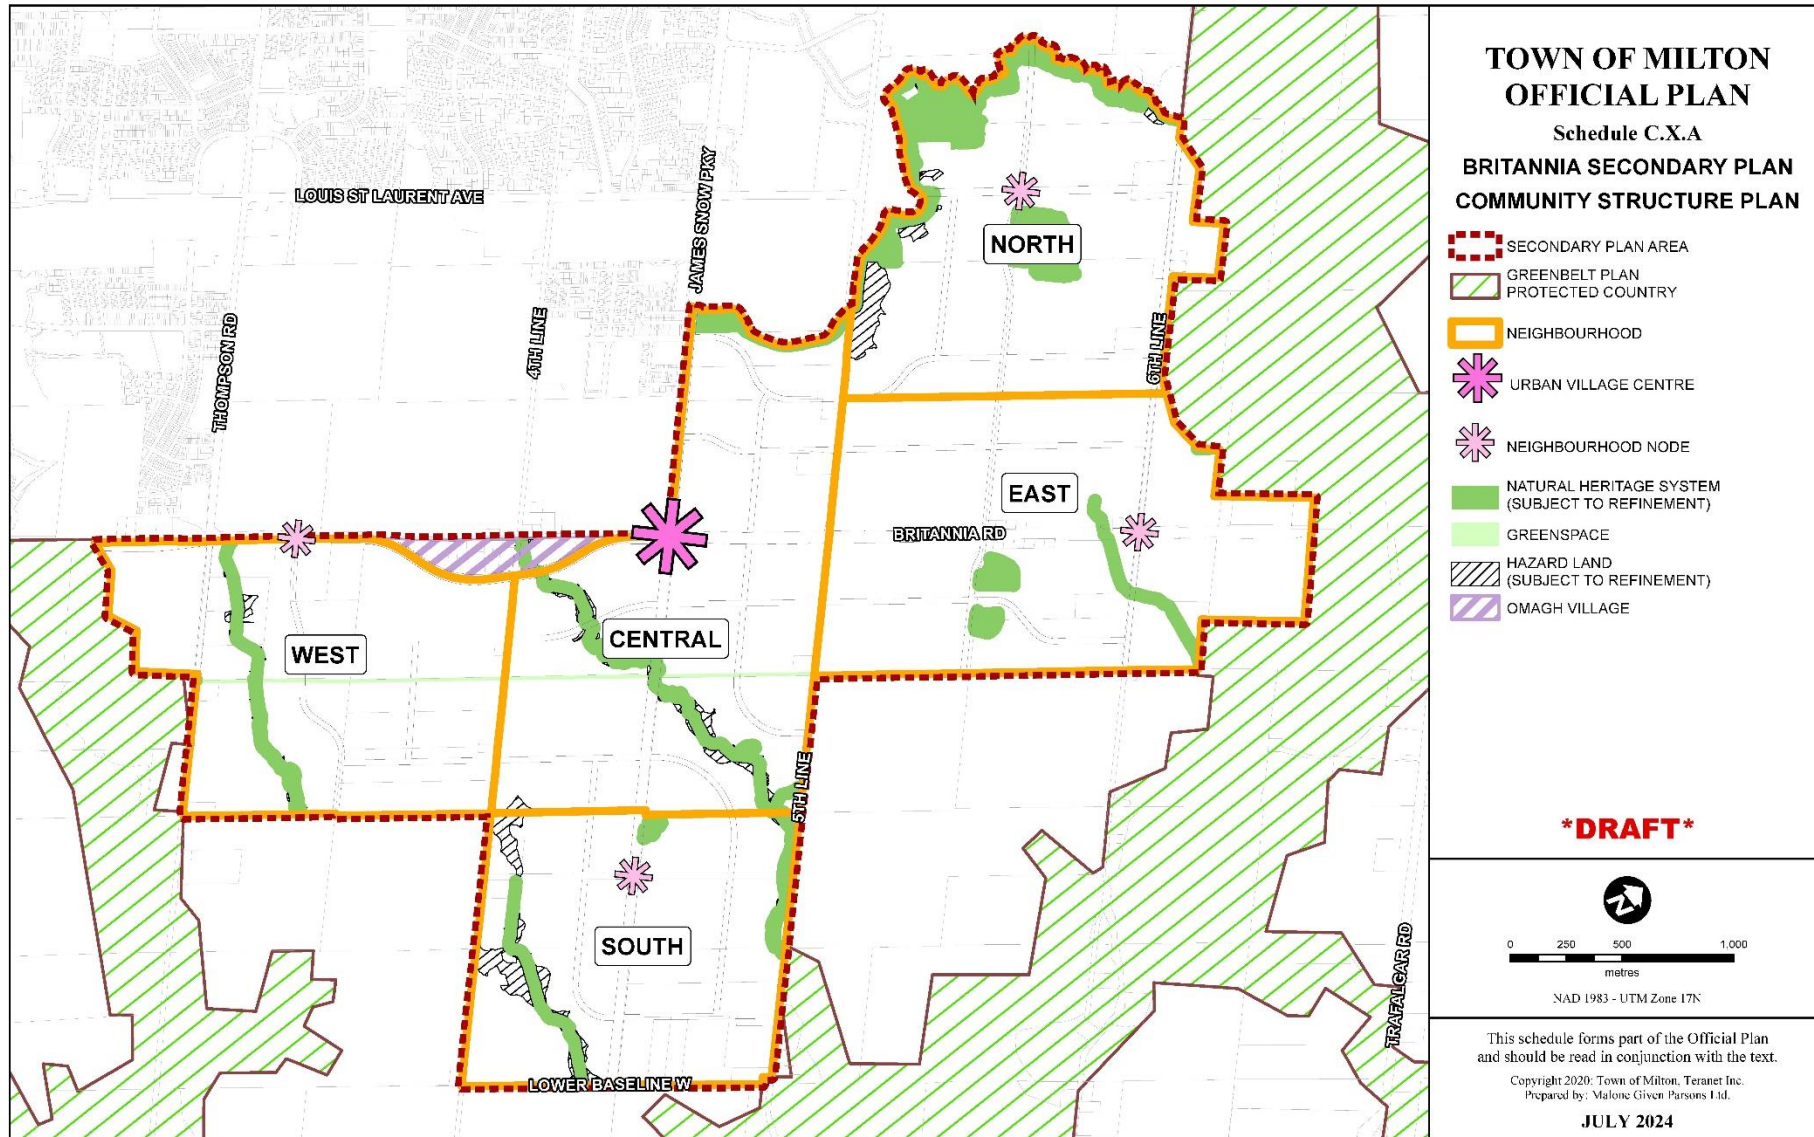 TOWN OF MILTON
OFFICIAL PLAN
Schedule C.X.A
BRITANNIA SECONDARY PLAN
COMMUNITY STRUCTURE PLAN
SECONDARY PLAN AREA
GREENBELT PLAN
PROTECTED COUNTRY
NEIGHBOURHOOD
URBAN VILLAGE CENTRE
NEIGHBOURHOOD NODE
NATURAL HERITAGE SYSTEM
(SUBJECT TO REFINEMENT)
GREENSPACE
HAZARD LAND
(SUBJECT TO REFINEMENT)
OMAGH VILLAGE
*DRAFT*
N
0 250 500 1,000
metres
NAD 1983 - UTM Zone 17N
This schedule forms part of the Official Plan
and should be read in conjunction with the text.
Copyright 2020: Town of Milton, Teranet Inc.
Prepared by: Malone Given Parsons Ltd.
JULY 2024
LOUIS ST LAURENT AVE
JAMES SNOW PKY
THOMPSON RD
4TH LINE
6TH LINE
NORTH
EAST
BRITANNIA RD
WEST
CENTRAL
5TH LINE
SOUTH
LOWER BASELINE W
TRAFALGAR RD